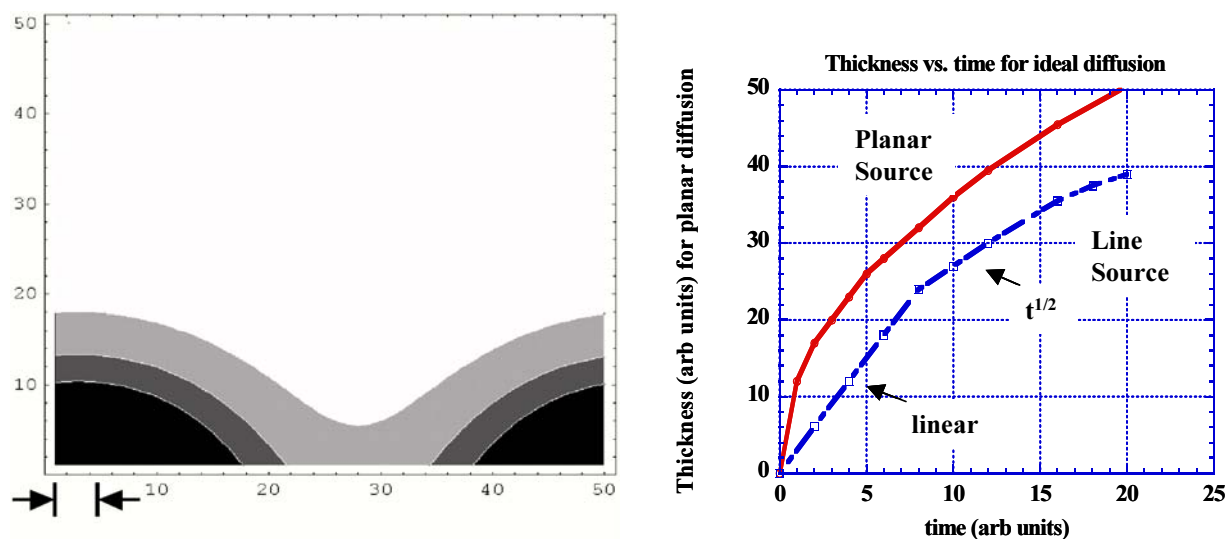 50
40
30
20
10
10
20
30
40
50
Thickness vs. time for ideal diffusion
Thickness (arb units) for planar diffusion
50
40
30
20
10
0
Planar
Source
Line
Source
t1/2
linear
0
5
10
15
20
25
time (arb units)